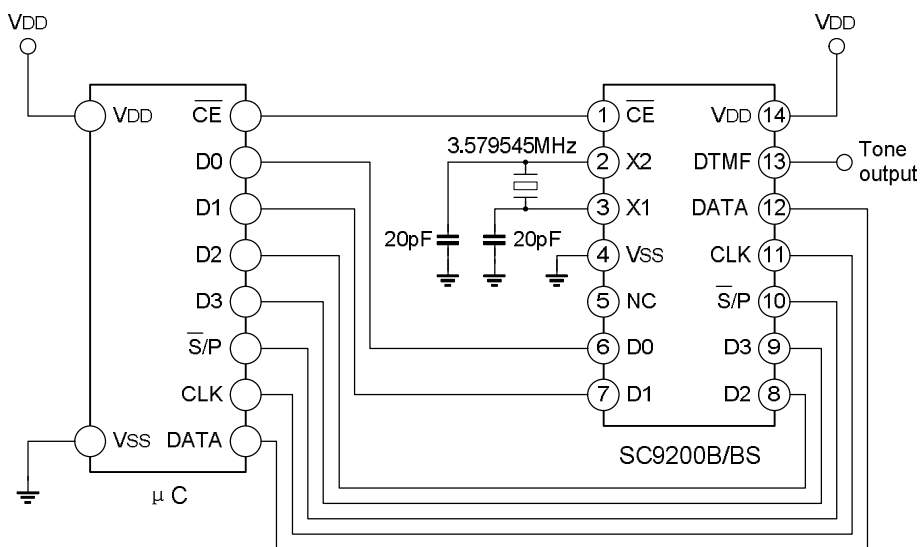 VDD
VDD
VDD
CE
D0
D1
D2
D3
S/P
CLK
VSS
DATA
μC
3.579545MHz
20pF
20pF
1
CE
2
X2
3
X1
4
VSS
5
NC
6
D0
7
D1
VDD
14
DTMF
13
DATA
12
CLK
11
S/P
10
D3
9
D2
8
Tone
output
SC9200B/BS